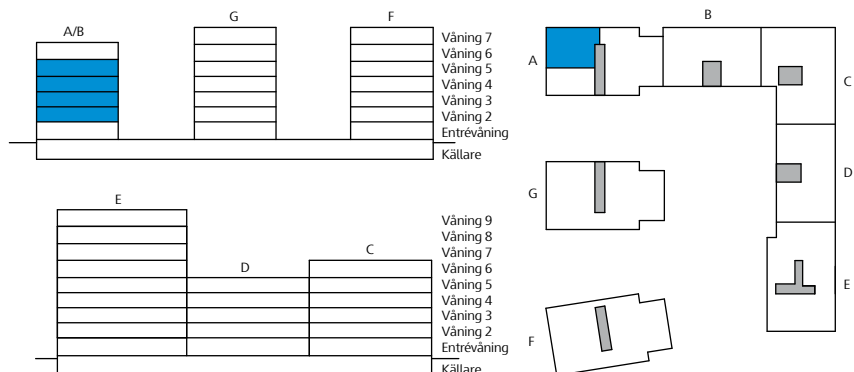 A/B
G
F
Våning 7
Våning 6
Våning 5
Våning 4
Våning 3
Våning 2
Entrévåning
Källare
E
D
C
Våning 9
Våning 8
Våning 7
Våning 6
Våning 5
Våning 4
Våning 3
Våning 2
Entrévåning
Källare
B
A
C
G
D
E
F